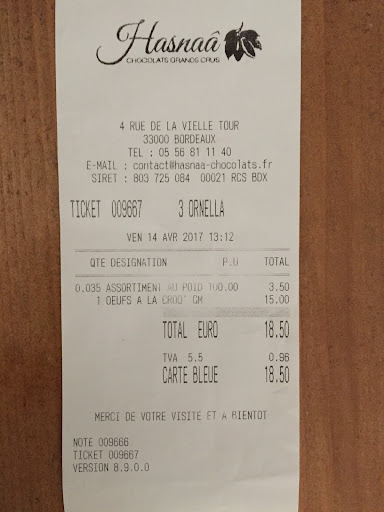 Hasnaâ
CHOCOLATS GRANDS CRUS
4 RUE DE LA VIELLE TOUR
33000 BORDEAUX
TEL : 05 56 81 11 40
E-MAIL : contact@hasnaa-chocolats.fr
SIRET : 803 725 084  00021 RCS BDX
TICKET  009667  3 ORNELLA
VEN 14 AVR 2017 13:12
QTE DESIGNATION  P.U  TOTAL
0.035 ASSORTIMENT AU POID 100.00  3.50
1 OEUFS A LA CROQ' GM  15.00
TOTAL  EURO  18.50
TVA  5.5  0.96
CARTE BLEUE  18.50
MERCI DE VOTRE VISITE ET A BIENTOT
NOTE 009666
TICKET 009667
VERSION 8.9.0.0